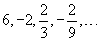 6, -2, 2/3, -2/9, ...